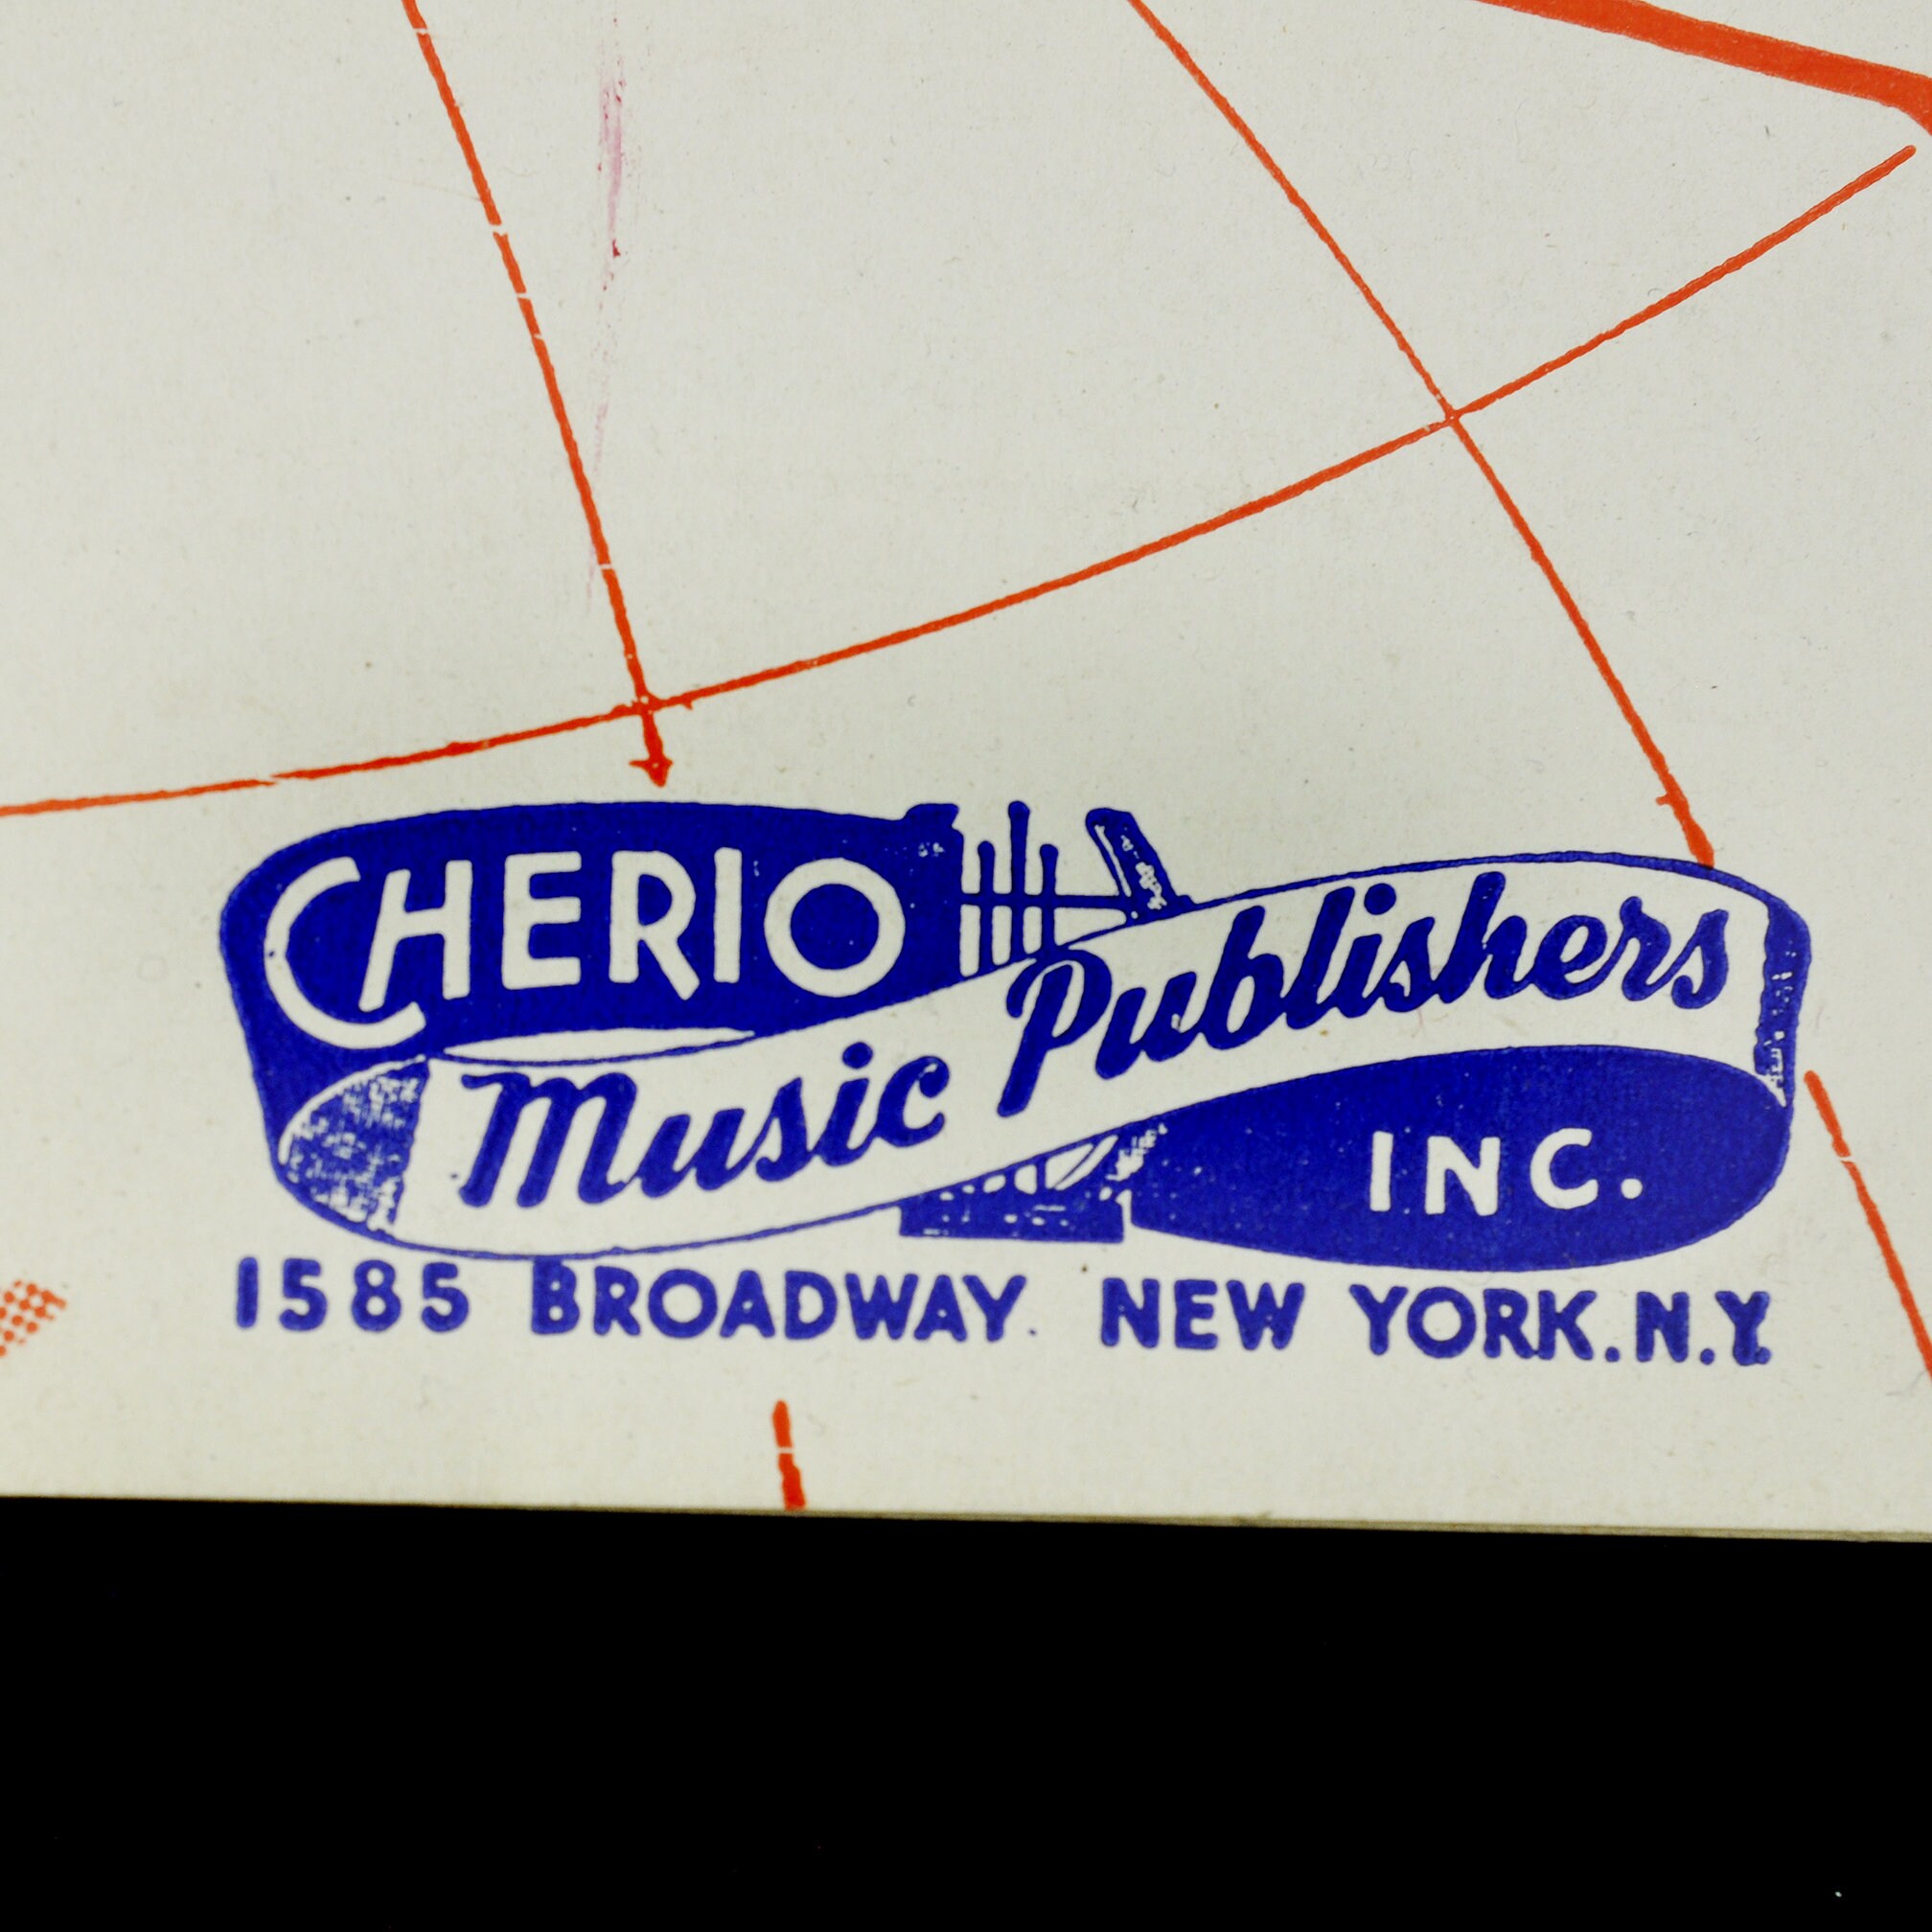 CHERIO
Music Publishers
INC.
1585 BROADWAY. NEW YORK. N.Y.